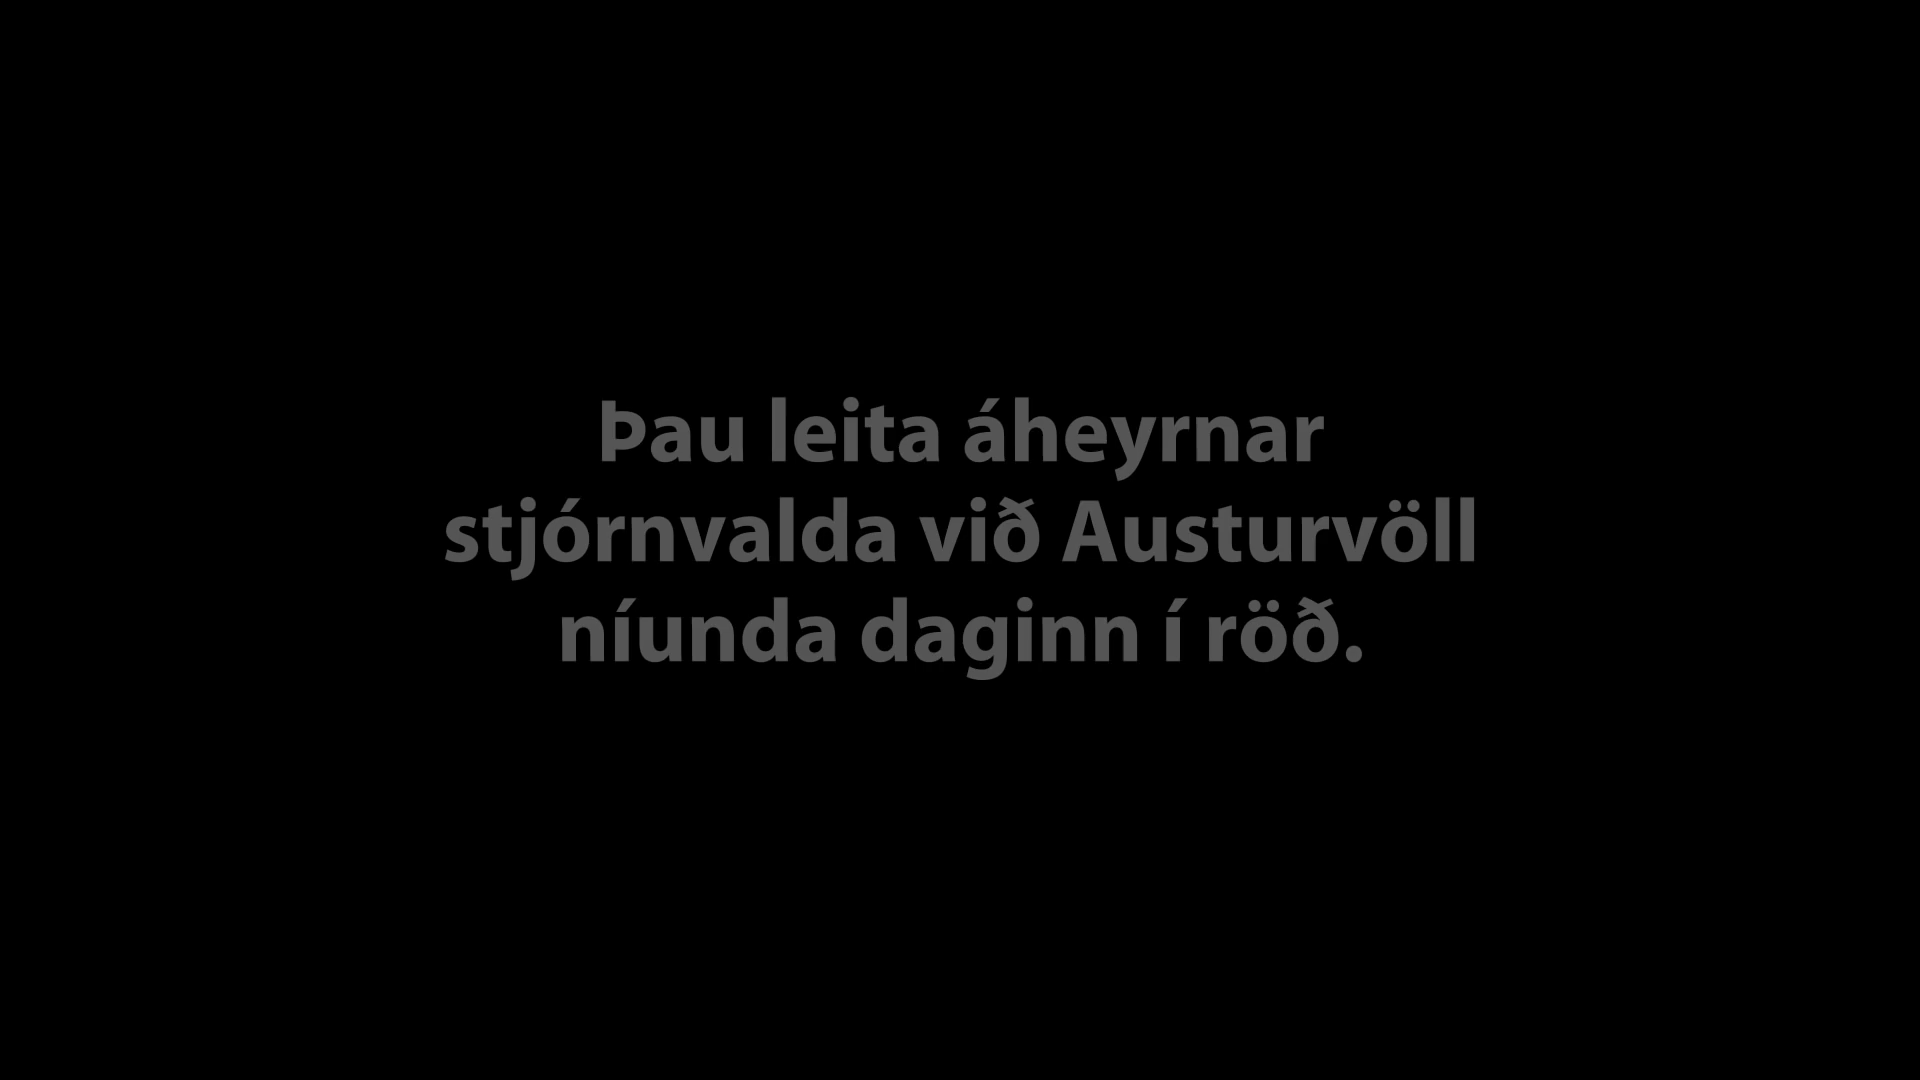 Þau leita áheyrnar
stjórnvalda við Austurvöll
níunda daginn í röð.